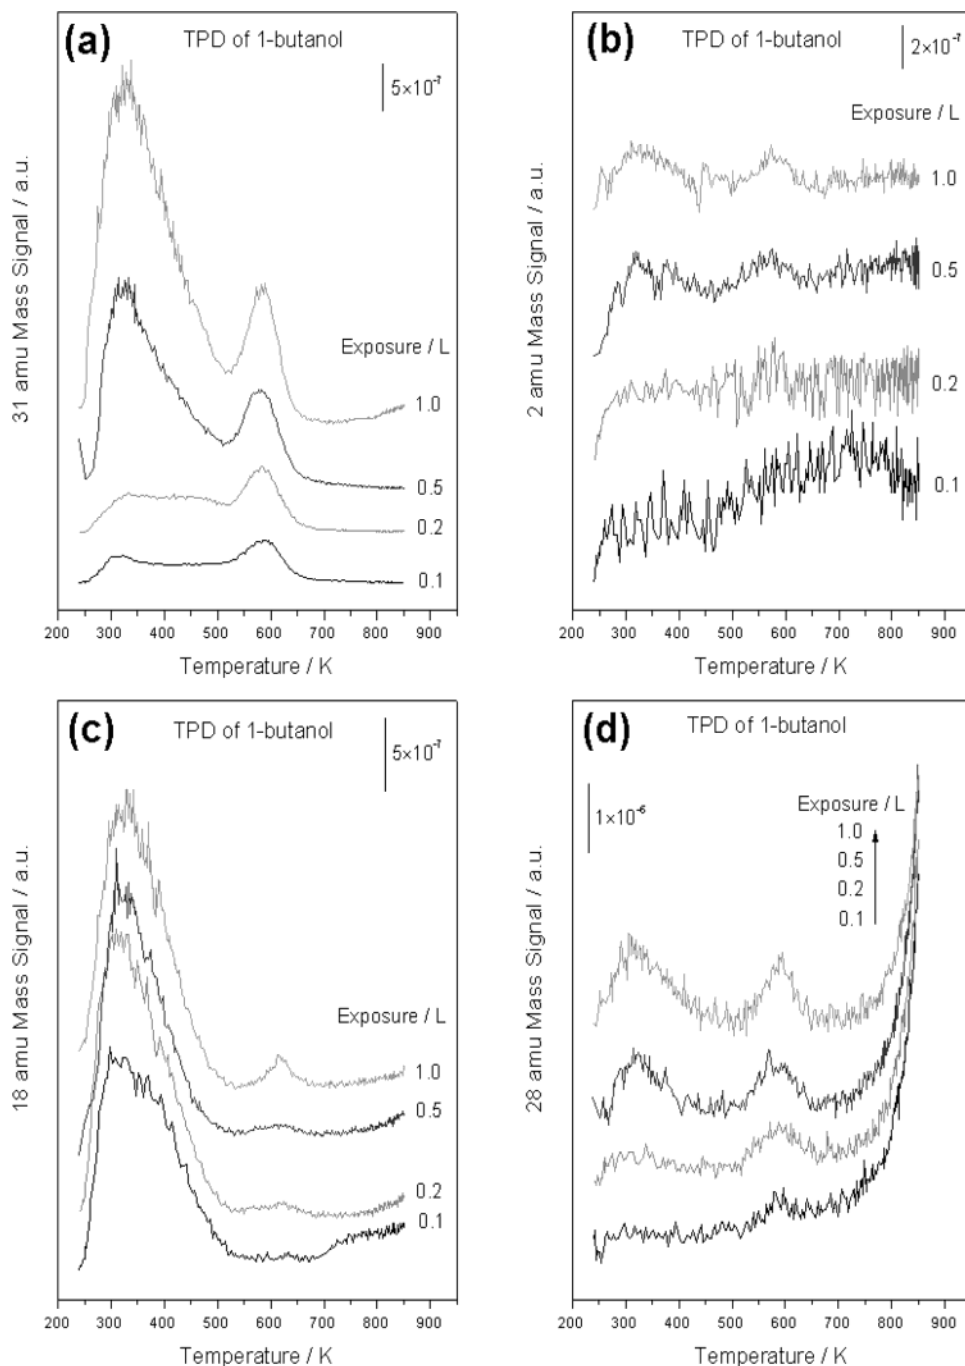 (a)
TPD of 1-butanol
5×10⁻⁷
31 amu Mass Signal / a.u.
Exposure / L
1.0
0.5
0.2
0.1
200 300 400 500 600 700 800 900
Temperature / K
(b)
TPD of 1-butanol
2×10⁻⁷
2 amu Mass Signal / a.u.
Exposure / L
1.0
0.5
0.2
0.1
200 300 400 500 600 700 800 900
Temperature / K
(c)
TPD of 1-butanol
5×10⁻⁷
18 amu Mass Signal / a.u.
Exposure / L
1.0
0.5
0.2
0.1
200 300 400 500 600 700 800 900
Temperature / K
(d)
TPD of 1-butanol
1×10⁻⁶
28 amu Mass Signal / a.u.
Exposure / L
1.0
0.5
0.2
0.1
200 300 400 500 600 700 800 900
Temperature / K